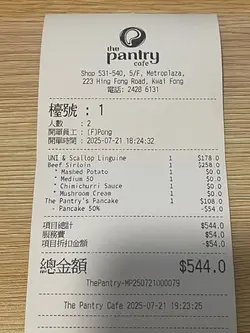 the
pantry
cafe
Shop 531-540, 5/F, Metroplaza,
223 Hing Fong Road, Kwai Fong
電話: 2420 6131
檯號 : 1
人數 : 2
開單員工 : (F)Pong
開單時間 : 2025-07-21 18:24:32
UNI & Scallop Linguine 1 $178.0
Beef Sirloin 1 $258.0
* Mashed Potato 1 $0.0
* Medium 50 1 $0.0
* Chimichurri Sauce 1 $0.0
* Mushroom Cream 1 $0.0
The Pantry's Pancake 1 $108.0
- Pancake 50% -$54.0
項目總計 $544.0
服務費 $54.0
項目折扣金額 -$54.0
總金額 $544.0
ThePantry-MP250721U00079
The Pantry Cafe 2025-07-21 19:23:25